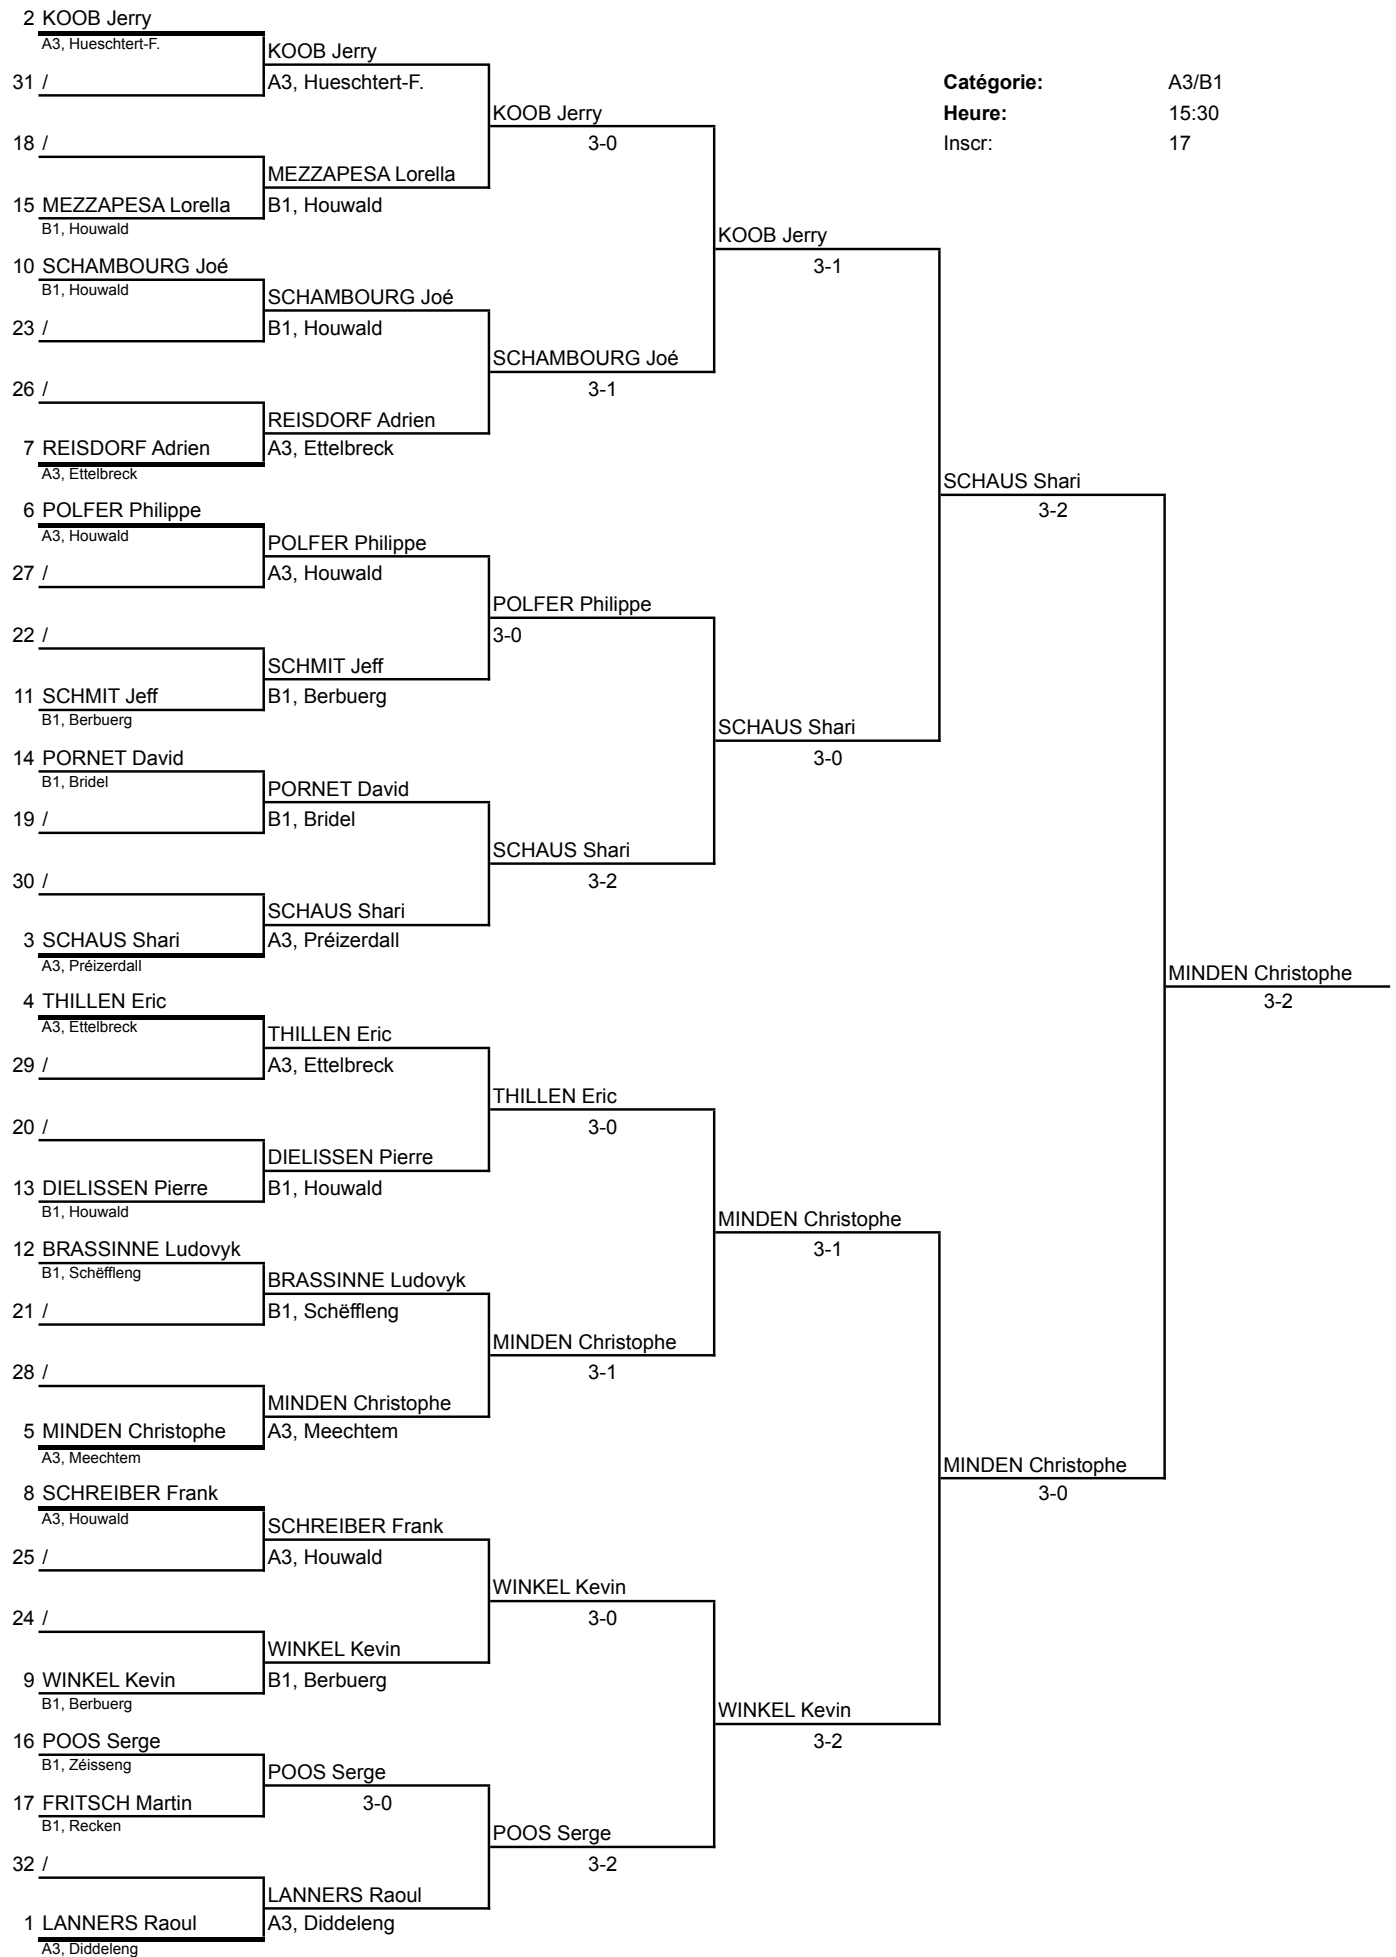 2 KOOB Jerry
A3, Hueschtert-F.
KOOB Jerry
31 /
A3, Hueschtert-F.
Catégorie: A3/B1
KOOB Jerry
Heure: 15:30
18 /
3-0
Inscr: 17
MEZZAPESA Lorella
15 MEZZAPESA Lorella
B1, Houwald
B1, Houwald
KOOB Jerry
10 SCHAMBOURG Joé
3-1
B1, Houwald
SCHAMBOURG Joé
23 /
B1, Houwald
SCHAMBOURG Joé
26 /
3-1
REISDORF Adrien
7 REISDORF Adrien
A3, Ettelbreck
A3, Ettelbreck
SCHAUS Shari
6 POLFER Philippe
3-2
A3, Houwald
POLFER Philippe
27 /
A3, Houwald
POLFER Philippe
22 /
3-0
SCHMIT Jeff
11 SCHMIT Jeff
B1, Berbuerg
B1, Berbuerg
SCHAUS Shari
14 PORNET David
3-0
B1, Bridel
PORNET David
19 /
B1, Bridel
SCHAUS Shari
30 /
3-2
SCHAUS Shari
3 SCHAUS Shari
A3, Préizerdall
A3, Préizerdall
MINDEN Christophe
4 THILLEN Eric
3-2
A3, Ettelbreck
THILLEN Eric
29 /
A3, Ettelbreck
THILLEN Eric
20 /
3-0
DIELISSEN Pierre
13 DIELISSEN Pierre
B1, Houwald
B1, Houwald
MINDEN Christophe
12 BRASSINNE Ludovyk
3-1
B1, Schëffleng
BRASSINNE Ludovyk
21 /
B1, Schëffleng
MINDEN Christophe
28 /
3-1
MINDEN Christophe
5 MINDEN Christophe
A3, Meechtem
A3, Meechtem
MINDEN Christophe
8 SCHREIBER Frank
3-0
A3, Houwald
SCHREIBER Frank
25 /
A3, Houwald
WINKEL Kevin
24 /
3-0
WINKEL Kevin
9 WINKEL Kevin
B1, Berbuerg
B1, Berbuerg
WINKEL Kevin
16 POOS Serge
3-2
B1, Zéisseng
POOS Serge
17 FRITSCH Martin
3-0
B1, Recken
POOS Serge
32 /
3-2
LANNERS Raoul
1 LANNERS Raoul
A3, Diddeleng
A3, Diddeleng